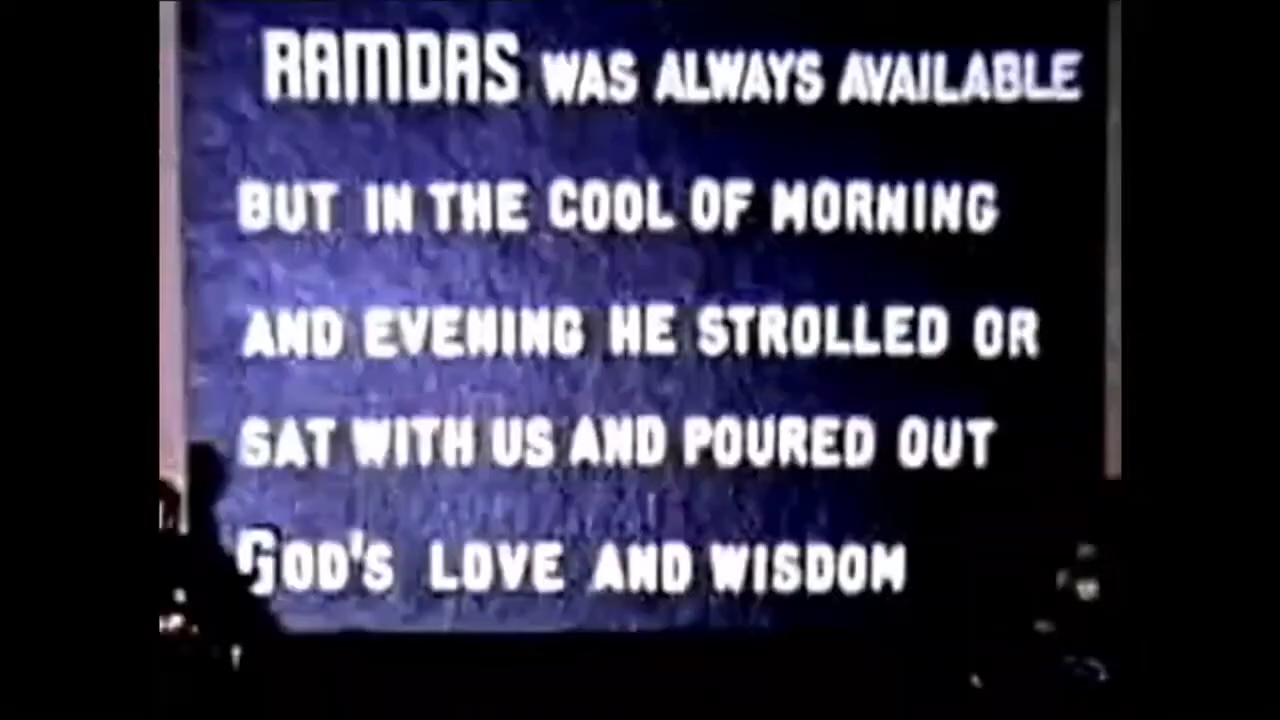 RAMDAS WAS ALWAYS AVAILABLE
BUT IN THE COOL OF MORNING
AND EVENING HE STROLLED OR
SAT WITH US AND POURED OUT
GOD'S LOVE AND WISDOM